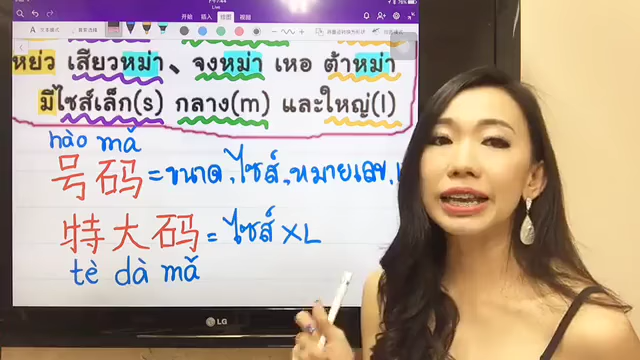 หย่ว เสียวหม่า、จงหม่า เหอ ต้าหม่า
มีไซส์เล็ก(s) กลาง(m) และใหญ่(l)
hào mǎ
号码=ขนาด,ไซส์,หมายเลข,
特大码=ไซส์ XL
tè dà mǎ
LG